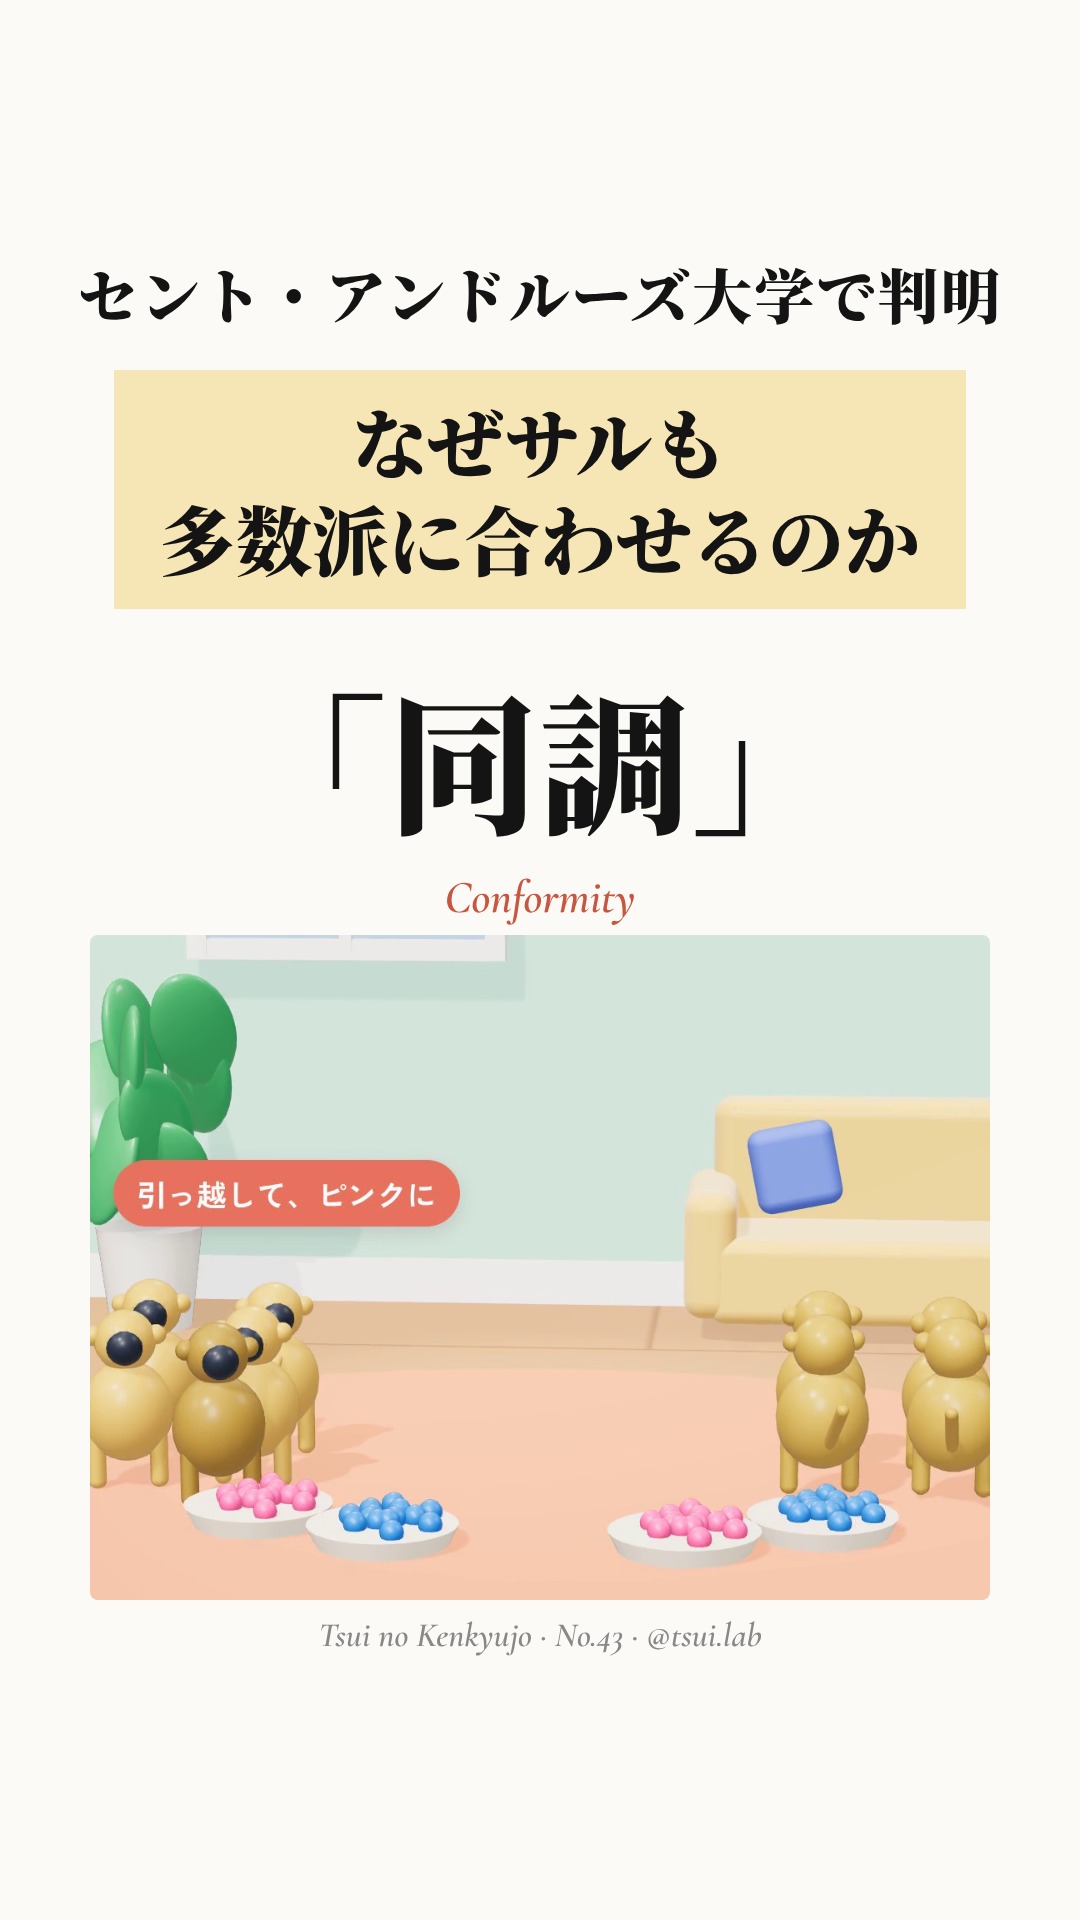 セント・アンドルーズ大学で判明
なぜサルも
多数派に合わせるのか
「同調」
Conformity
引っ越して、ピンクに
Tsui no Kenkyujo · No.43 · @tsui.lab